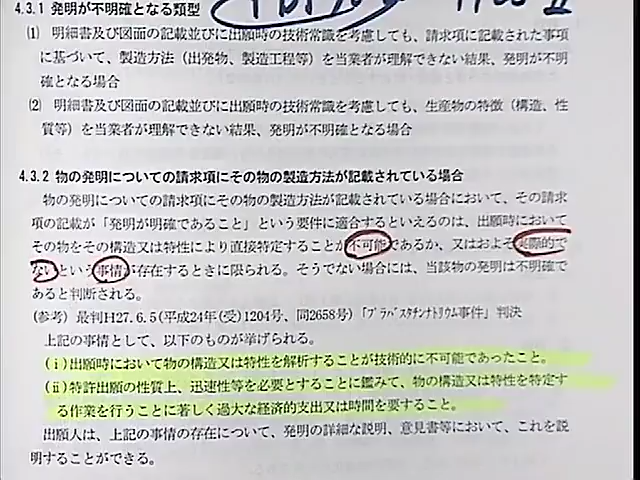 4.3.1 発明が不明確となる類型
(1) 明細書及び図面の記載並びに出願時の技術常識を考慮しても、請求項に記載された事項
に基づいて、製造方法（出発物、製造工程等）を当業者が理解できない結果、発明が不明
確となる場合
(2) 明細書及び図面の記載並びに出願時の技術常識を考慮しても、生産物の特徴（構造、性
質等）を当業者が理解できない結果、発明が不明確となる場合
4.3.2 物の発明についての請求項にその物の製造方法が記載されている場合
物の発明についての請求項にその物の製造方法が記載されている場合において、その請求
項の記載が「発明が明確であること」という要件に適合するといえるのは、出願時において
その物をその構造又は特性により直接特定することが不可能であるか、又はおよそ実際的で
ないという事情が存在するときに限られる。そうでない場合には、当該物の発明は不明確で
あると判断される。
(参考) 最判H27.6.5(平成24年(受)1204号、同2658号)「プラバスタチンナトリウム事件」判決
上記の事情として、以下のものが挙げられる。
(ⅰ)出願時において物の構造又は特性を解析することが技術的に不可能であったこと。
(ⅱ)特許出願の性質上、迅速性等を必要とすることに鑑みて、物の構造又は特性を特定す
る作業を行うことに著しく過大な経済的支出又は時間を要すること。
出願人は、上記の事情の存在について、発明の詳細な説明、意見書等において、これを説
明することができる。